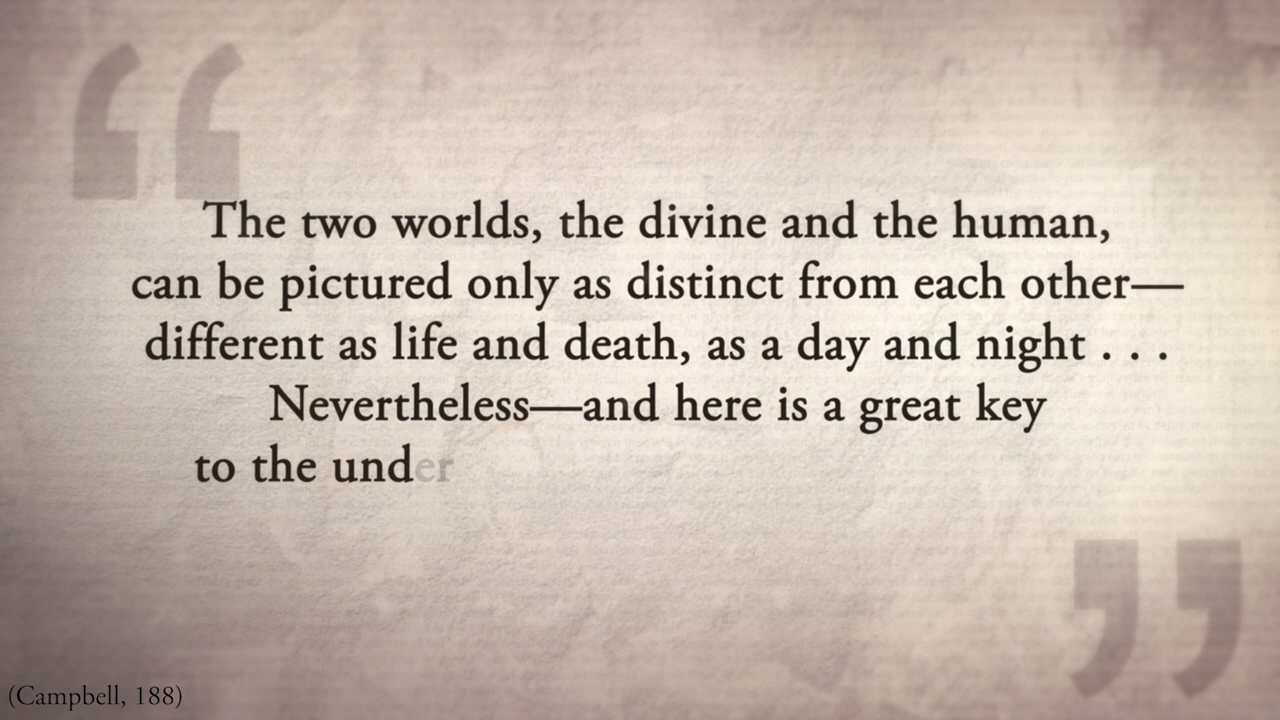 The two worlds, the divine and the human,
can be pictured only as distinct from each other—
different as life and death, as a day and night . . .
Nevertheless—and here is a great key
to the under
(Campbell, 188)